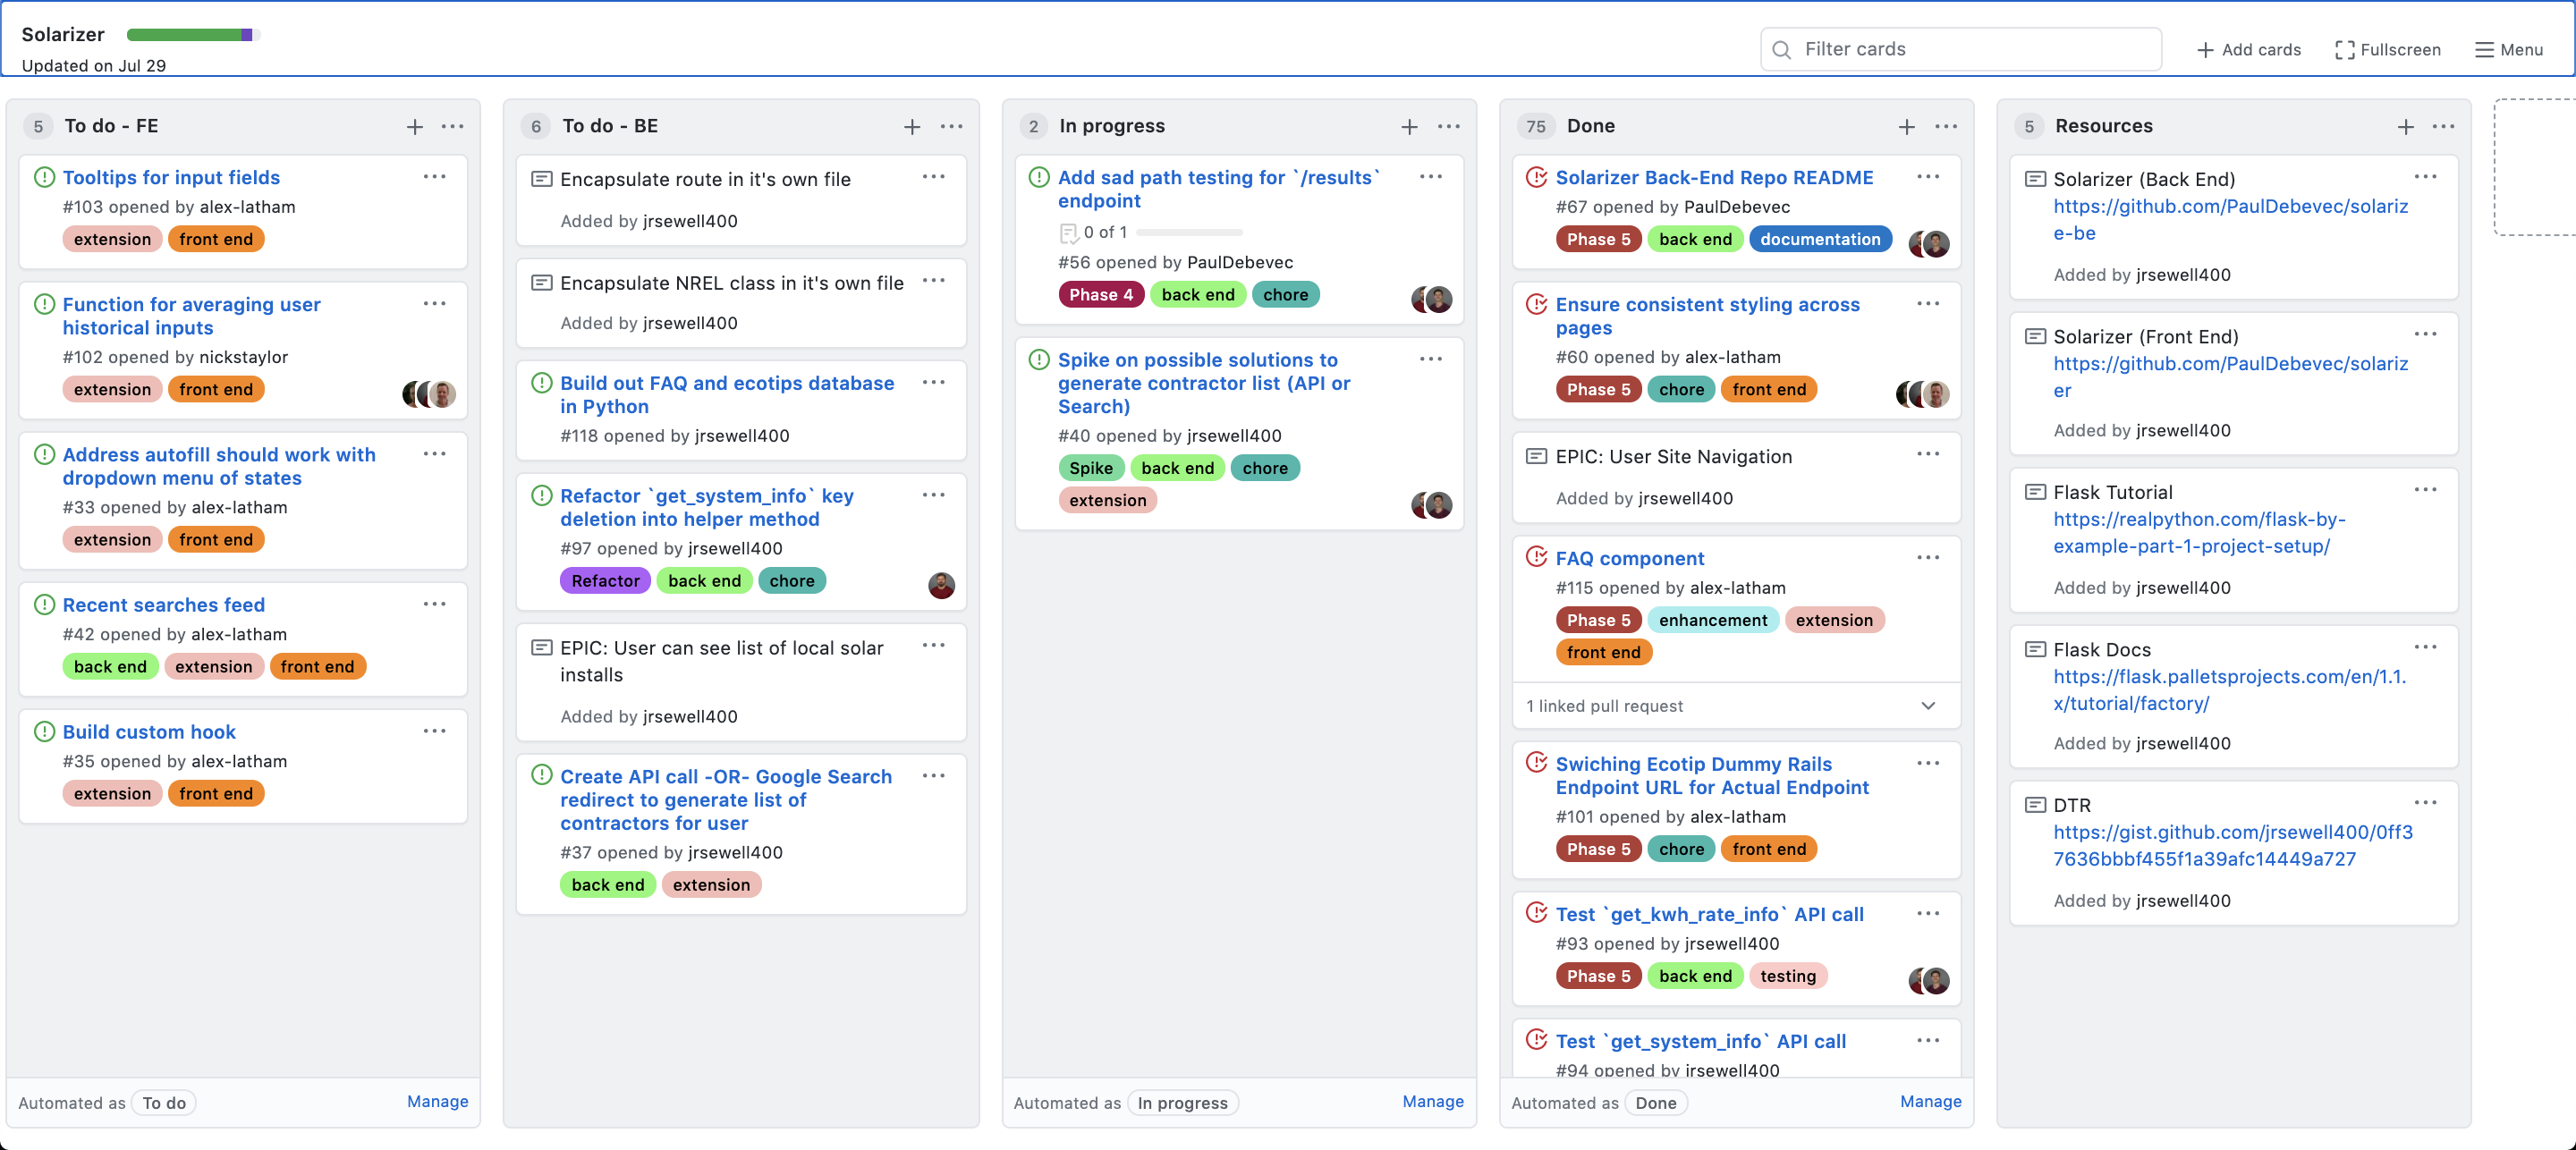 Solarizer
Updated on Jul 29
Filter cards
Add cards
Fullscreen
Menu
5 To do - FE
Tooltips for input fields
#103 opened by alex-latham
extension front end
Function for averaging user
historical inputs
#102 opened by nickstaylor
extension front end
Address autofill should work with
dropdown menu of states
#33 opened by alex-latham
extension front end
Recent searches feed
#42 opened by alex-latham
back end extension front end
Build custom hook
#35 opened by alex-latham
extension front end
Automated as To do Manage
6 To do - BE
Encapsulate route in it's own file
Added by jrsewell400
Encapsulate NREL class in it's own file
Added by jrsewell400
Build out FAQ and ecotips database
in Python
#118 opened by jrsewell400
Refactor `get_system_info` key
deletion into helper method
#97 opened by jrsewell400
Refactor back end chore
EPIC: User can see list of local solar
installs
Added by jrsewell400
Create API call -OR- Google Search
redirect to generate list of
contractors for user
#37 opened by jrsewell400
back end extension
2 In progress
Add sad path testing for `/results`
endpoint
0 of 1
#56 opened by PaulDebevec
Phase 4 back end chore
Spike on possible solutions to
generate contractor list (API or
Search)
#40 opened by jrsewell400
Spike back end chore
extension
Automated as In progress Manage
75 Done
Solarizer Back-End Repo README
#67 opened by PaulDebevec
Phase 5 back end documentation
Ensure consistent styling across
pages
#60 opened by alex-latham
Phase 5 chore front end
EPIC: User Site Navigation
Added by jrsewell400
FAQ component
#115 opened by alex-latham
Phase 5 enhancement extension
front end
1 linked pull request
Swiching Ecotip Dummy Rails
Endpoint URL for Actual Endpoint
#101 opened by alex-latham
Phase 5 chore front end
Test `get_kwh_rate_info` API call
#93 opened by jrsewell400
Phase 5 back end testing
Test `get_system_info` API call
#94 opened by jrsewell400
Automated as Done Manage
5 Resources
Solarizer (Back End)
https://github.com/PaulDebevec/solariz
e-be
Added by jrsewell400
Solarizer (Front End)
https://github.com/PaulDebevec/solariz
er
Added by jrsewell400
Flask Tutorial
https://realpython.com/flask-by-
example-part-1-project-setup/
Added by jrsewell400
Flask Docs
https://flask.palletsprojects.com/en/1.1.
x/tutorial/factory/
Added by jrsewell400
DTR
https://gist.github.com/jrsewell400/0ff3
7636bbbf455f1a39afc14449a727
Added by jrsewell400